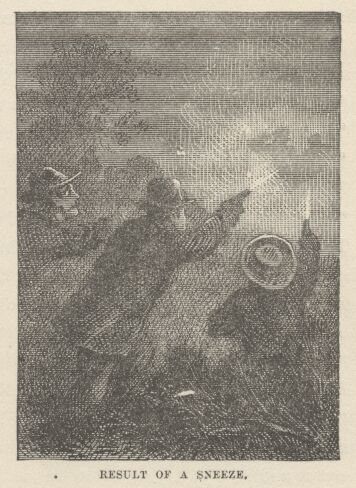 RESULT OF A SNEEZE.